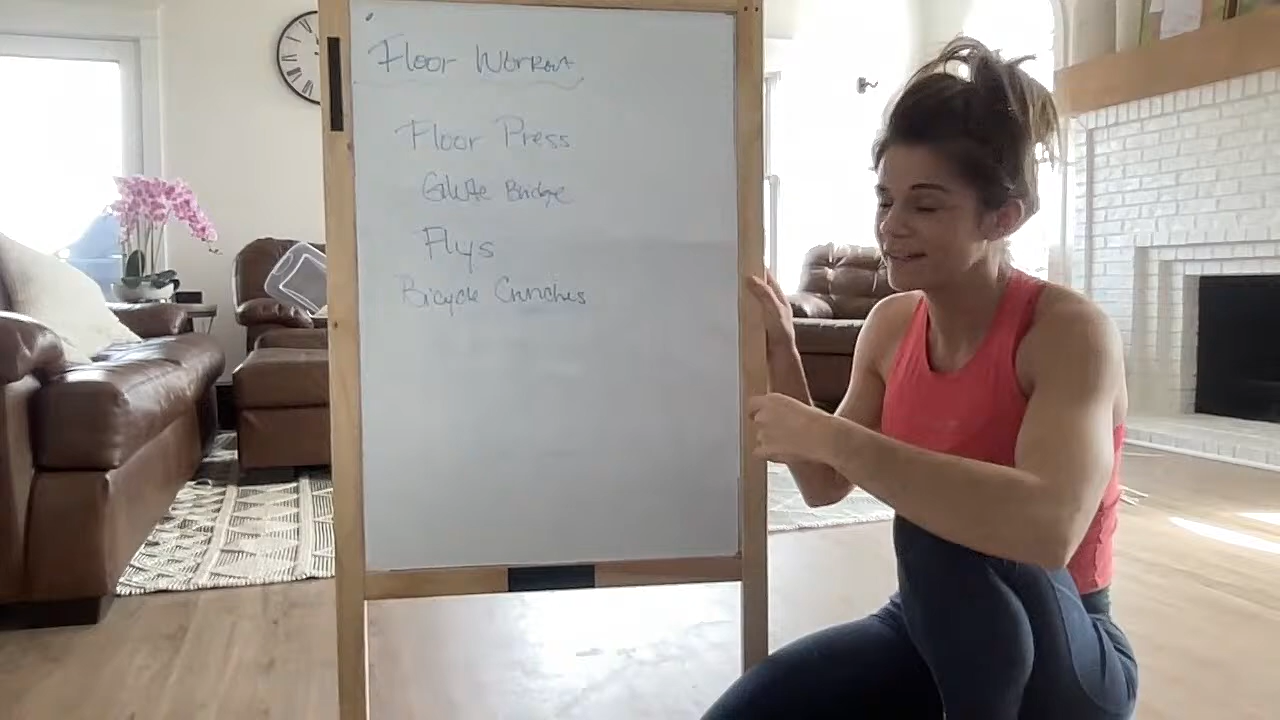 Floor Workout
Floor Press
Glute Bridge
Flys
Bicycle Crunches